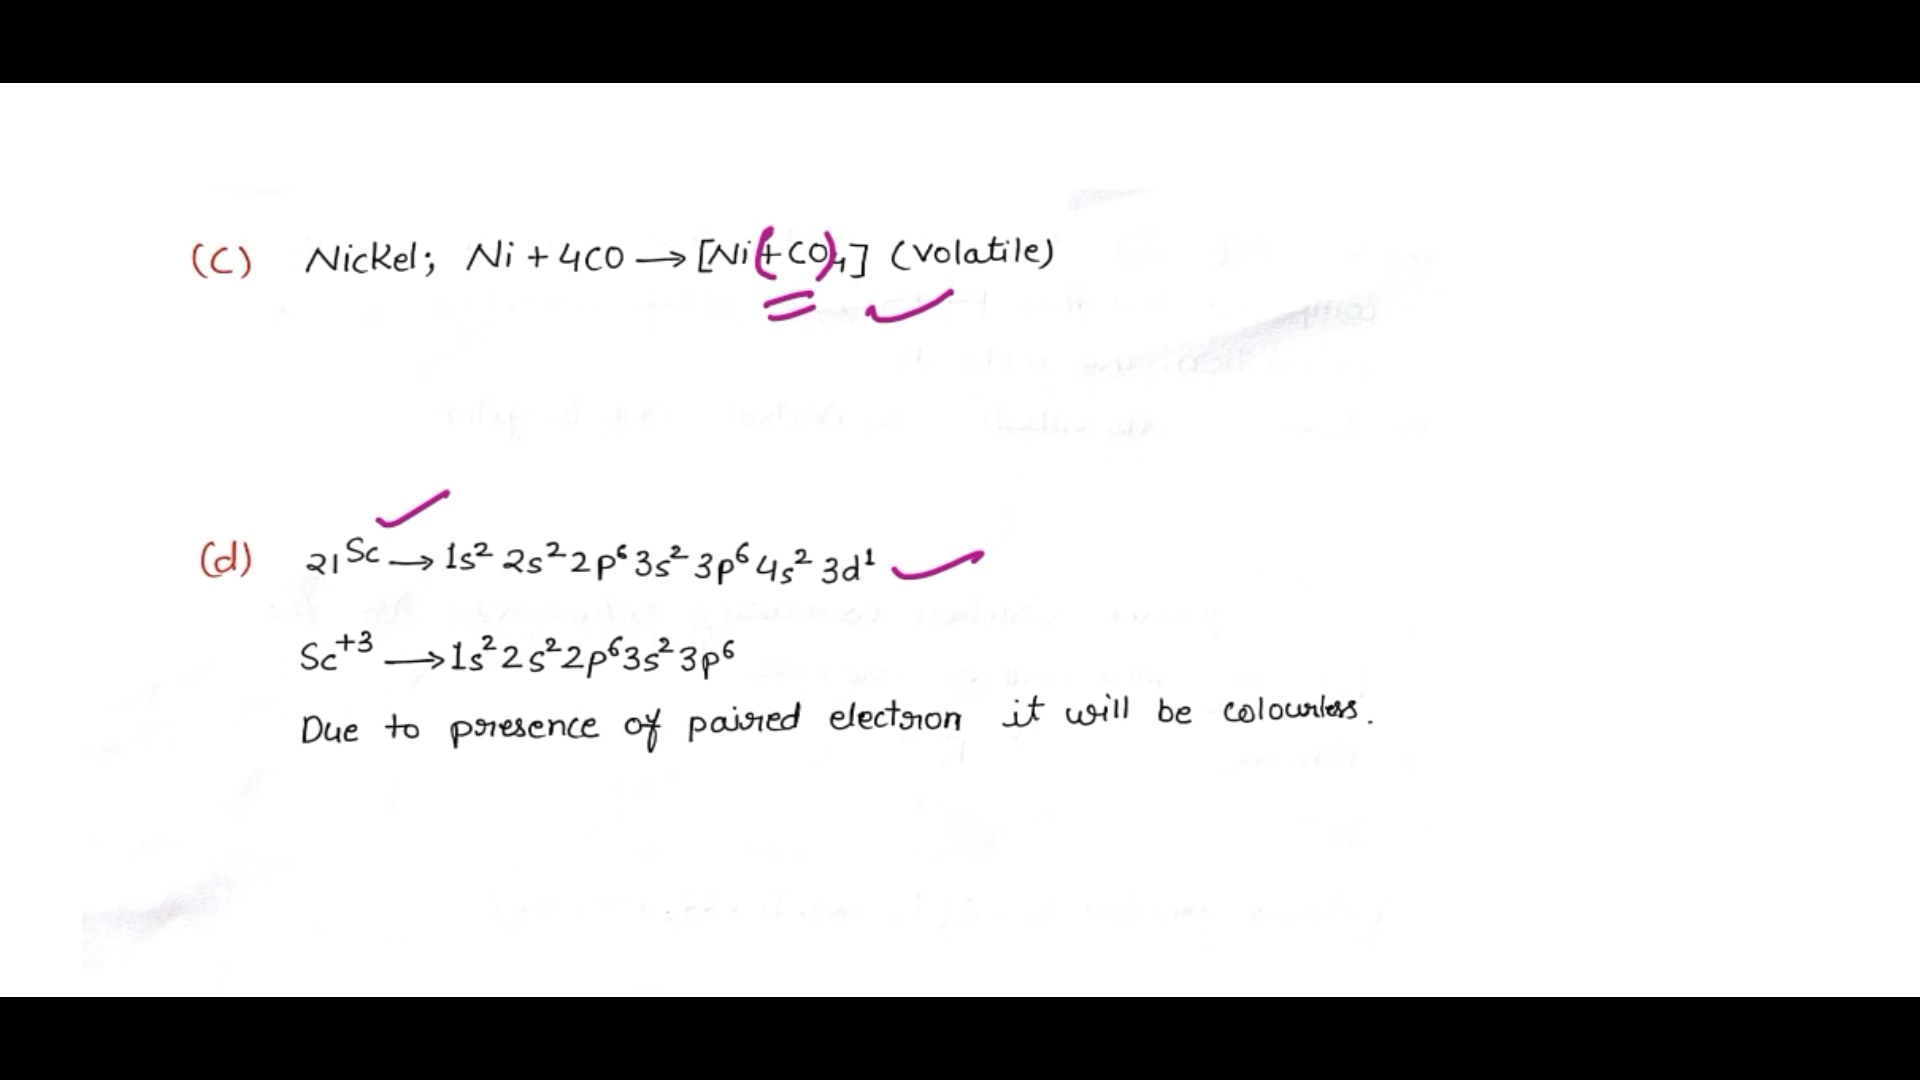 (C) Nickel; Ni + 4CO → [Ni(+CO)4] (volatile)
(d) 21Sc → 1s² 2s² 2p⁶ 3s² 3p⁶ 4s² 3d¹
Sc⁺³ → 1s² 2s² 2p⁶ 3s² 3p⁶
Due to presence of paired electron it will be colourless.